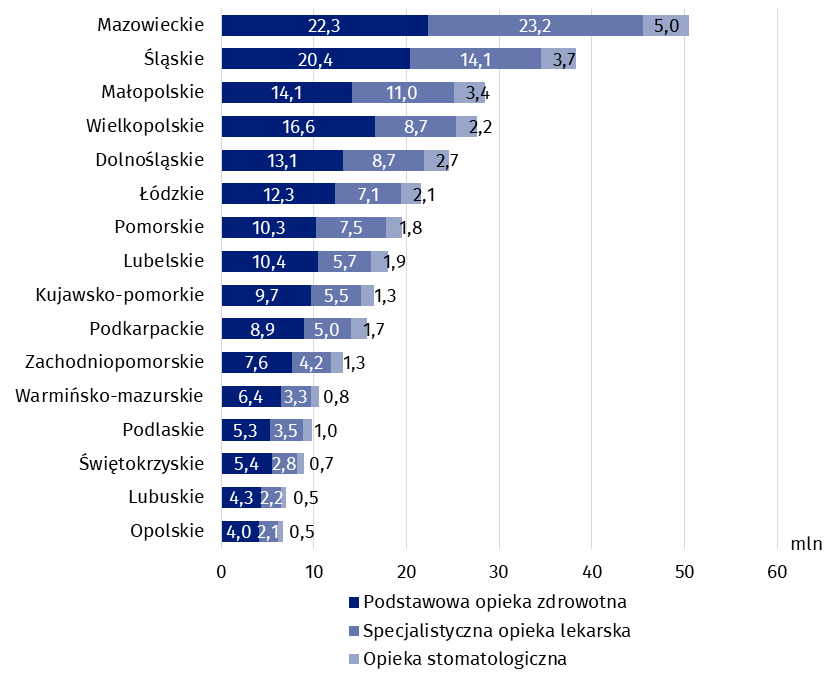 Mazowieckie 22,3 23,2 5,0
Śląskie 20,4 14,1 3,7
Małopolskie 14,1 11,0 3,4
Wielkopolskie 16,6 8,7 2,2
Dolnośląskie 13,1 8,7 2,7
Łódzkie 12,3 7,1 2,1
Pomorskie 10,3 7,5 1,8
Lubelskie 10,4 5,7 1,9
Kujawsko-pomorkie 9,7 5,5 1,3
Podkarpackie 8,9 5,0 1,7
Zachodniopomorskie 7,6 4,2 1,3
Warmińsko-mazurskie 6,4 3,3 0,8
Podlaskie 5,3 3,5 1,0
Świętokrzyskie 5,4 2,8 0,7
Lubuskie 4,3 2,2 0,5
Opolskie 4,0 2,1 0,5
mln
0 10 20 30 40 50 60
Podstawowa opieka zdrowotna
Specjalistyczna opieka lekarska
Opieka stomatologiczna